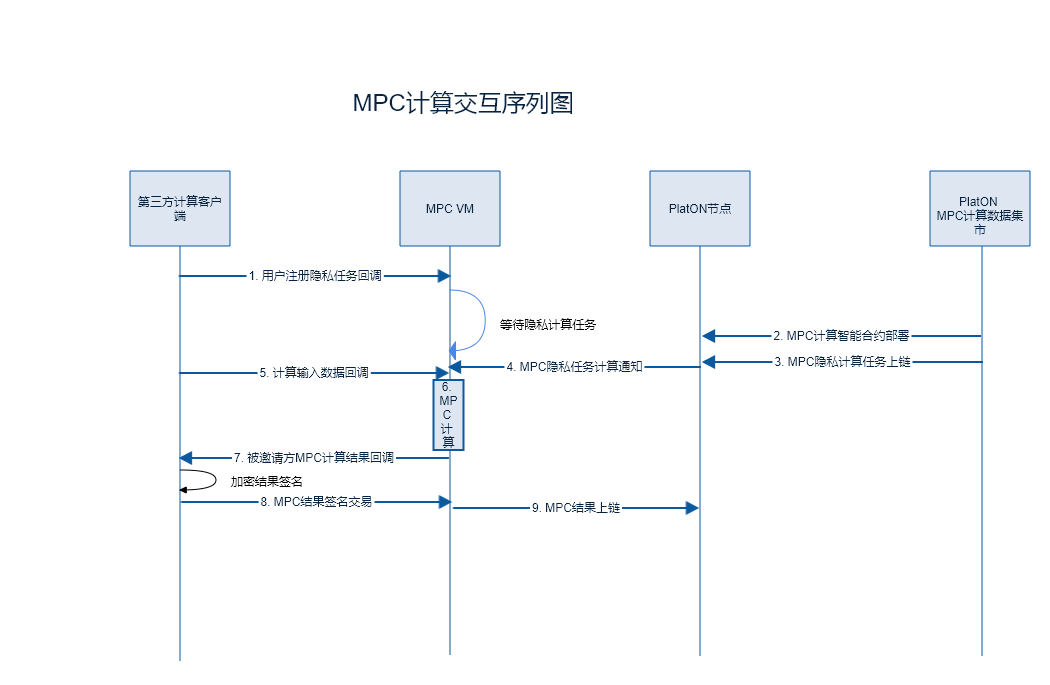 MPC计算交互序列图
第三方计算客户
端
MPC VM
PlatON节点
PlatON
MPC计算数据集
市
1. 用户注册隐私任务回调
等待隐私计算任务
2. MPC计算智能合约部署
3. MPC隐私计算任务上链
4. MPC隐私任务计算通知
5. 计算输入数据回调
6.
MP
C
计
算
7. 被邀请方MPC计算结果回调
加密结果签名
8. MPC结果签名交易
9. MPC结果上链